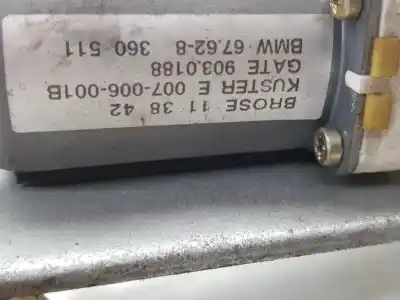 BROSE 11 38 42
KUSTER E 007-006-001B
GATE 903.0188
BMW 67.62-8 360 511